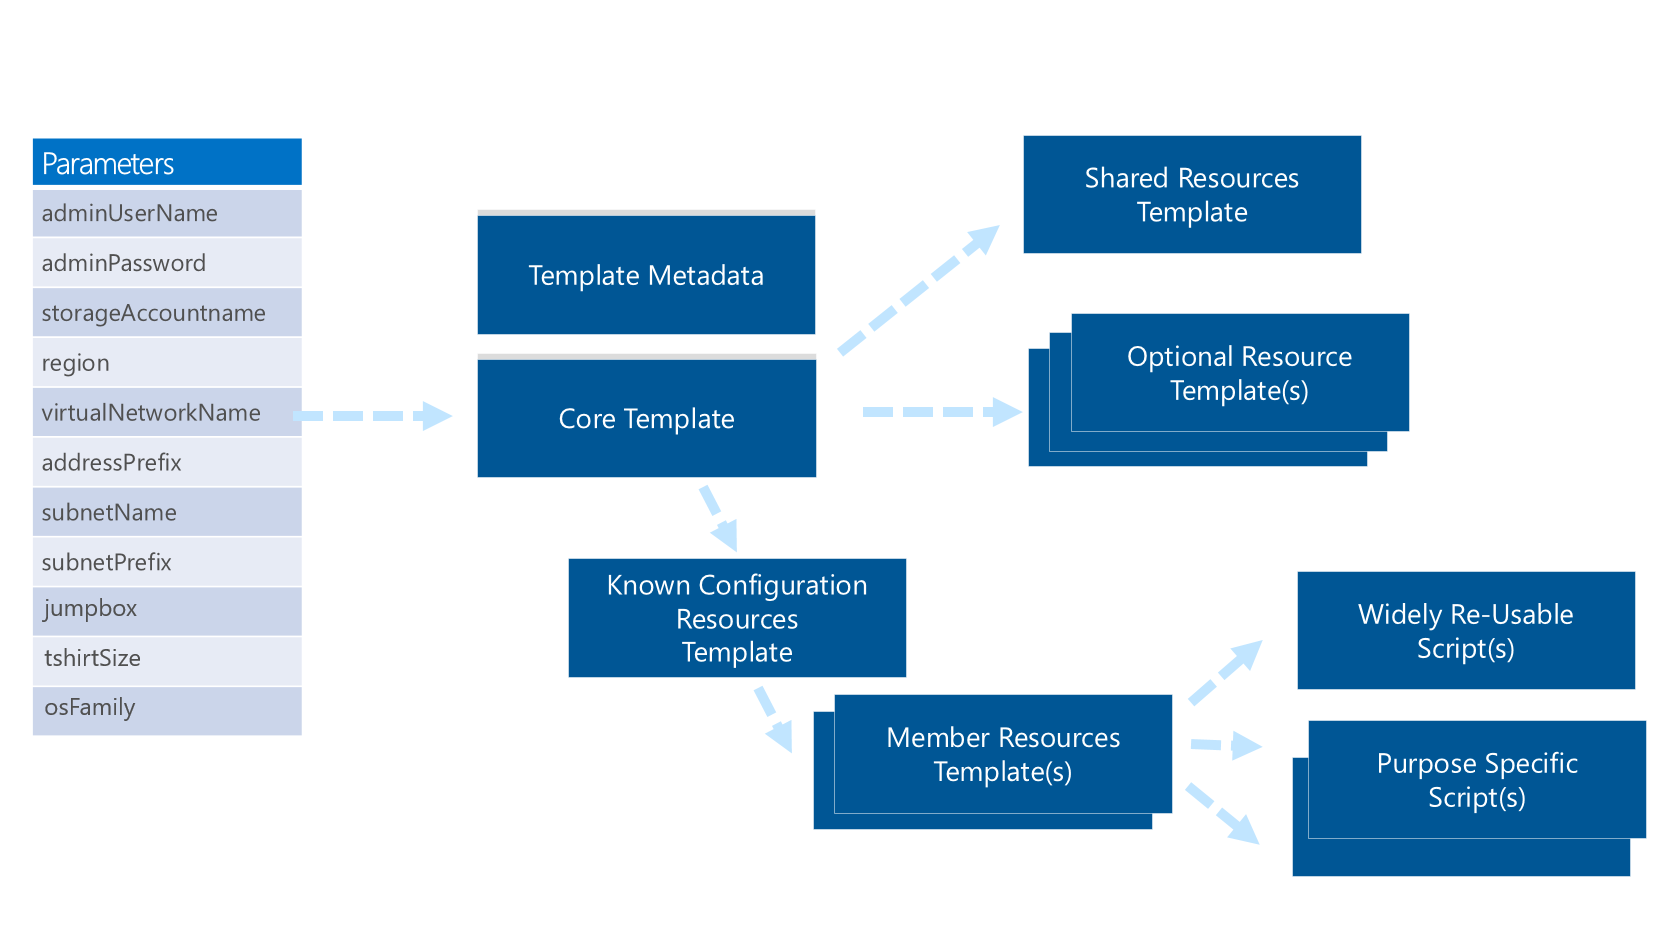 Parameters
adminUserName
adminPassword
storageAccountname
region
virtualNetworkName
addressPrefix
subnetName
subnetPrefix
jumpbox
tshirtSize
osFamily
Template Metadata
Core Template
Shared Resources
Template
Optional Resource
Template(s)
Known Configuration
Resources
Template
Member Resources
Template(s)
Widely Re-Usable
Script(s)
Purpose Specific
Script(s)